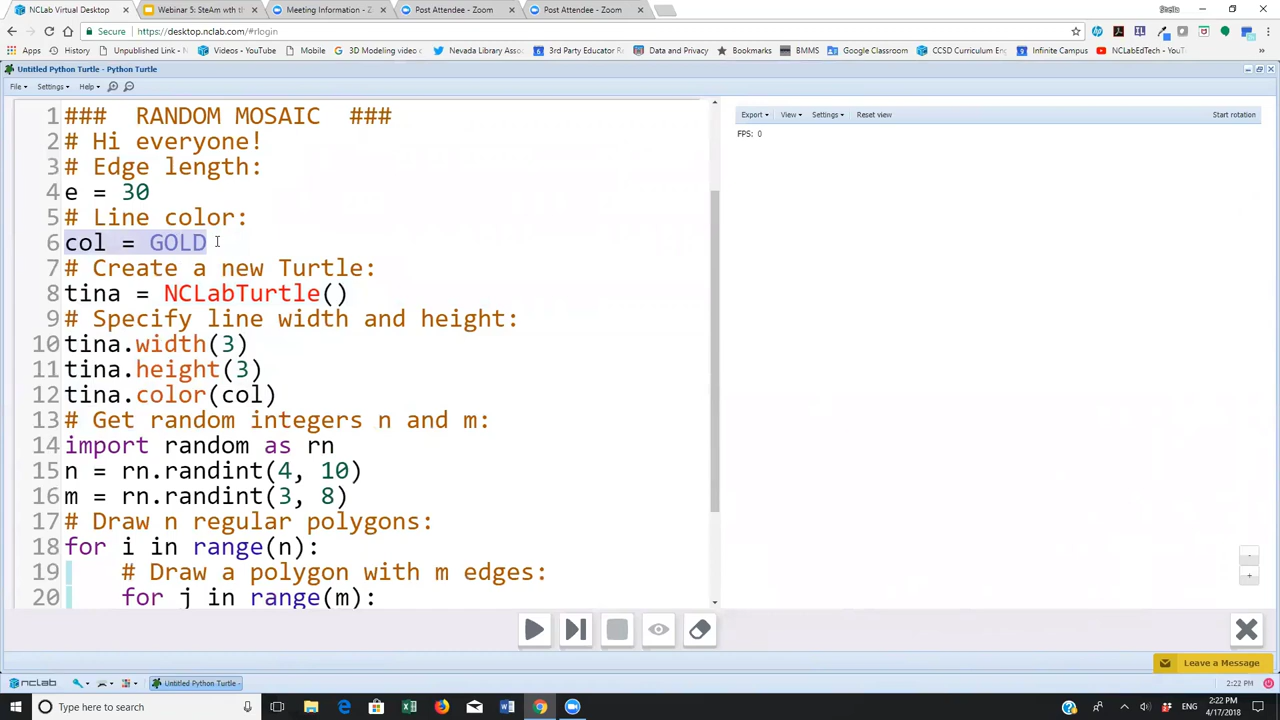 NCLab Virtual Desktop
Webinar 5: SteAm wth th
Meeting Information - Z
Post Attendee - Zoom
Post Attendee - Zoom
Secure
https://desktop.nclab.com/#rlogin
Apps
History
Unpublished Link
Videos - YouTube
Mobile
3D Modeling video c
Nevada Library Assoc
3rd Party Educator R
Data and Privacy
Bookmarks
BMMS
Google Classroom
CCSD Curriculum Eng
Infinite Campus
NCLabEdTech - YouT
Untitled Python Turtle - Python Turtle
File
Settings
Help
1 ### RANDOM MOSAIC ###
2 # Hi everyone!
3 # Edge length:
4 e = 30
5 # Line color:
6 col = GOLD
7 # Create a new Turtle:
8 tina = NCLabTurtle()
9 # Specify line width and height:
10 tina.width(3)
11 tina.height(3)
12 tina.color(col)
13 # Get random integers n and m:
14 import random as rn
15 n = rn.randint(4, 10)
16 m = rn.randint(3, 8)
17 # Draw n regular polygons:
18 for i in range(n):
19 # Draw a polygon with m edges:
20 for j in range(m):
Export
View
Settings
Reset view
Start rotation
FPS: 0
Leave a Message
nclab
Untitled Python Turtle -
2:22 PM
Type here to search
2:22 PM
4/17/2018